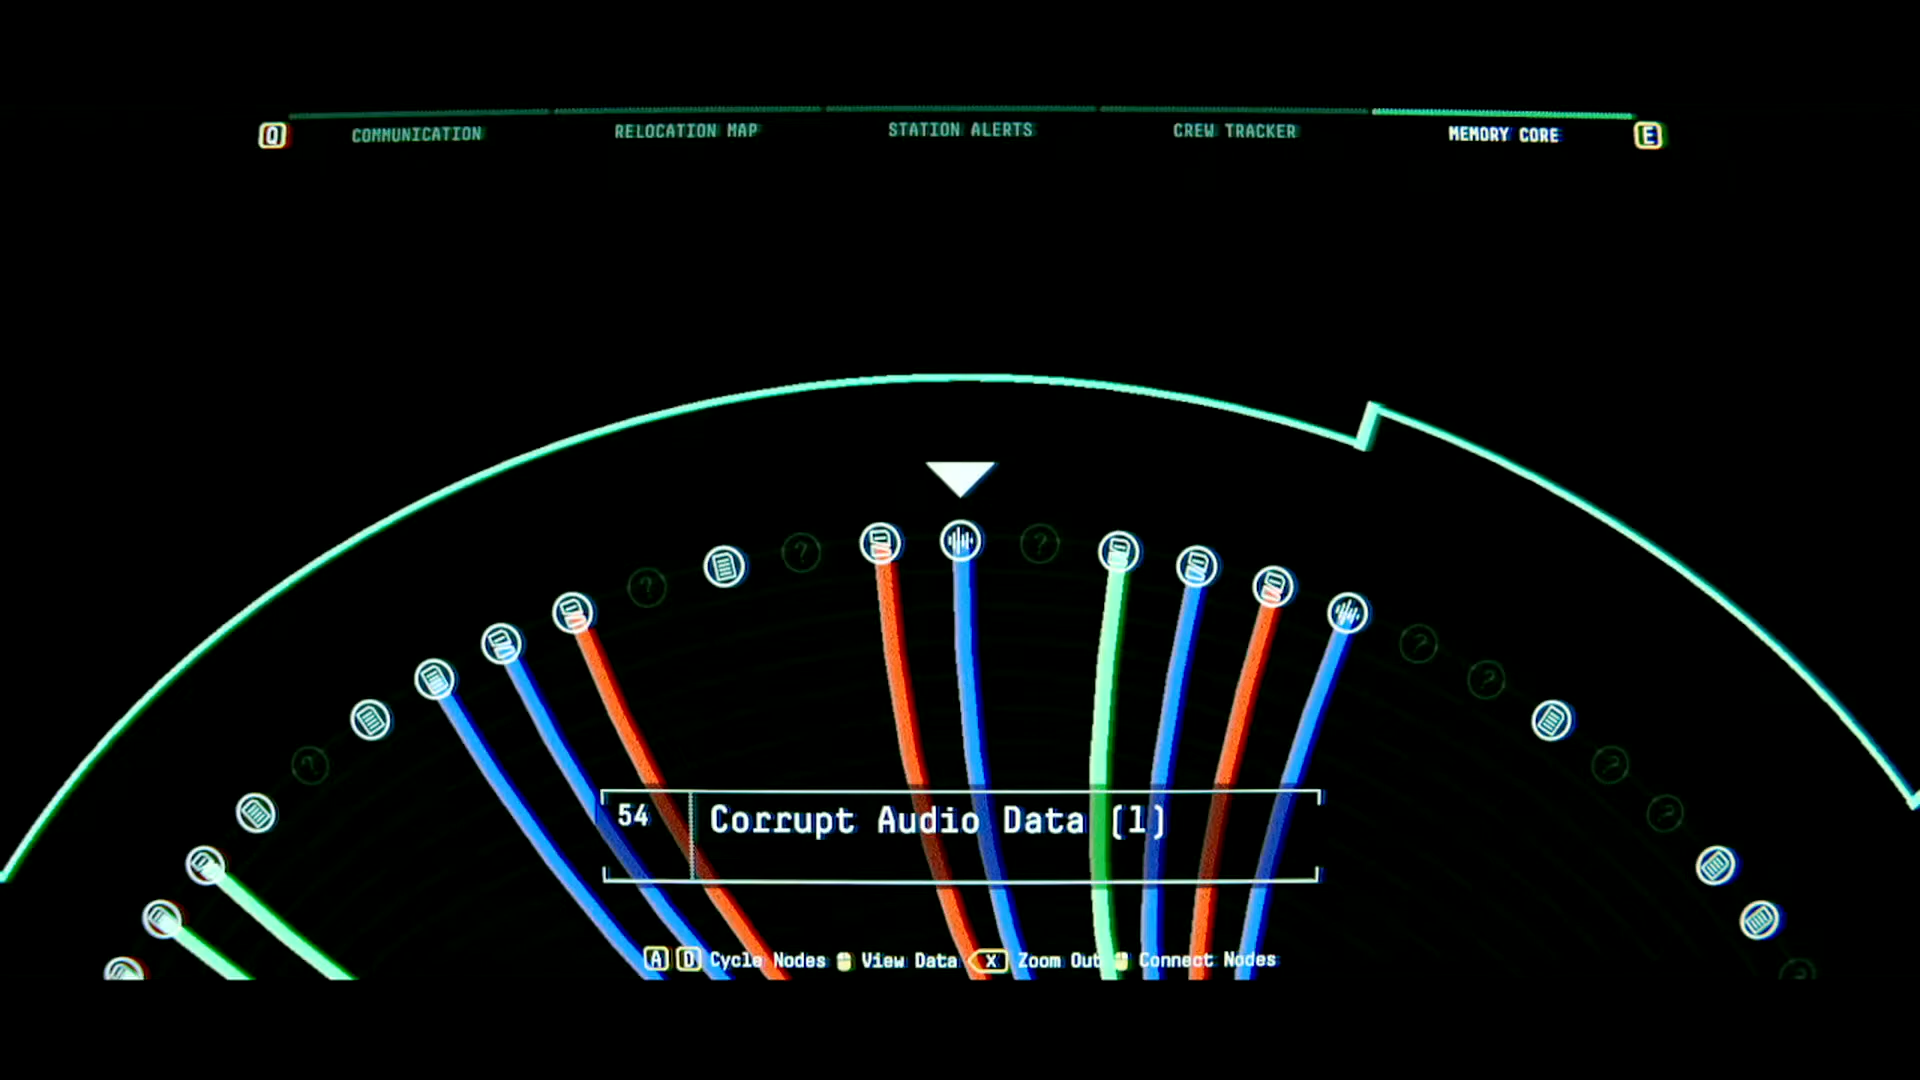 Q COMMUNICATION RELOCATION MAP STATION ALERTS CREW TRACKER MEMORY CORE E
? ? ? ? ? ? ? ? ?
54 Corrupt Audio Data (1)
A D Cycle Nodes View Data X Zoom Out Connect Nodes